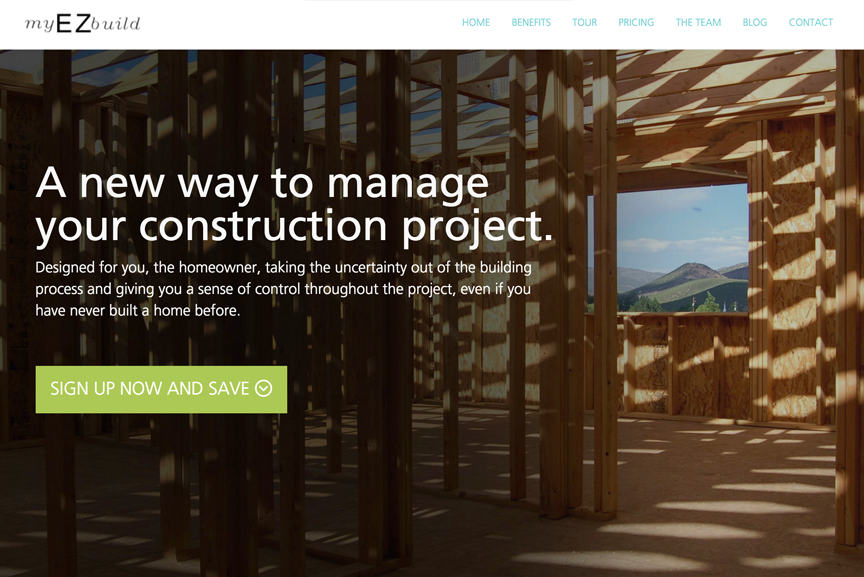 myEZbuild
HOME BENEFITS TOUR PRICING THE TEAM BLOG CONTACT
A new way to manage
your construction project.
Designed for you, the homeowner, taking the uncertainty out of the building
process and giving you a sense of control throughout the project, even if you
have never built a home before.
SIGN UP NOW AND SAVE